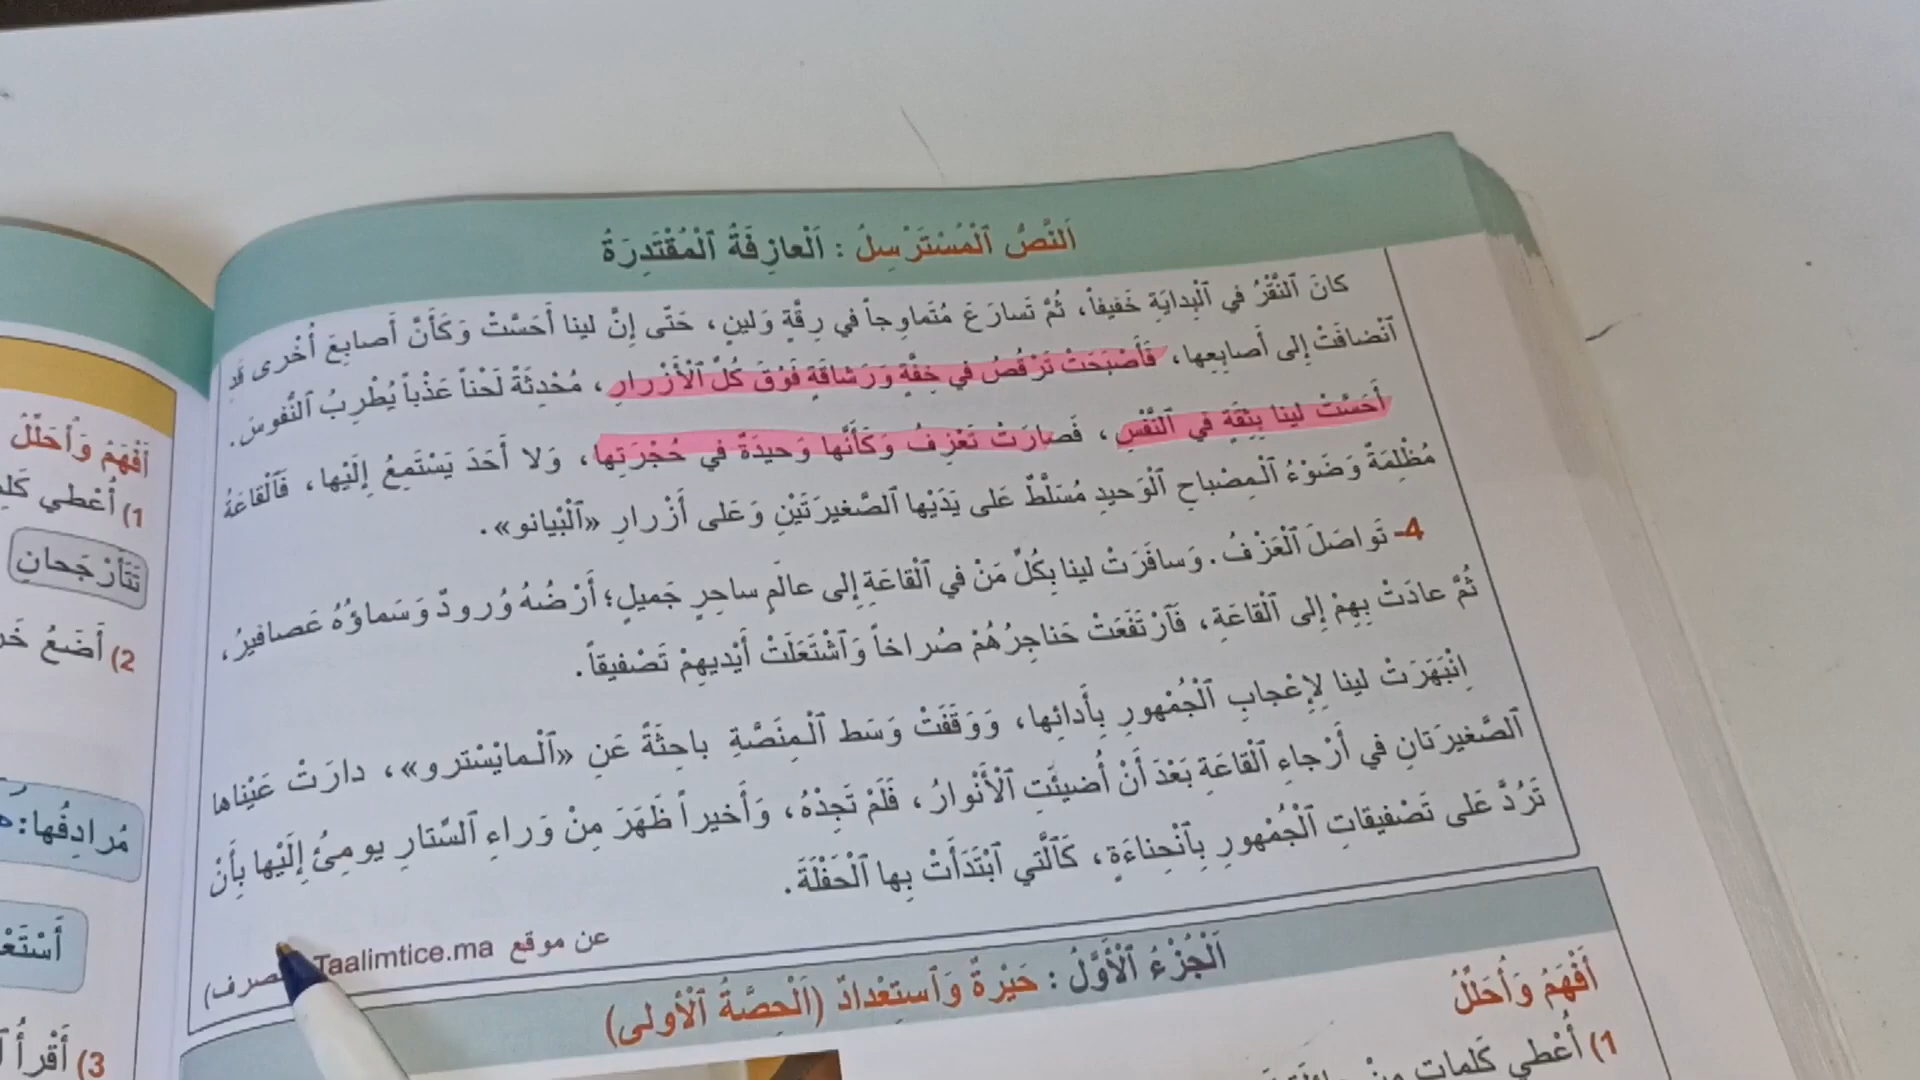 اَلنَّصُّ ٱلْمُسْتَرْسِلُ : اَلْعازِفَةُ ٱلْمُقْتَدِرَةُ
كانَ ٱلنَّقْرُ في ٱلْبِدايَةِ خَفيفاً، ثُمَّ تَسارَعَ مُتَماوِجاً في رِقَّةٍ وَلينٍ، حَتّى إِنَّ لينا أَحَسَّتْ وَكَأَنَّ أَصابِعَ أُخْرى قَدِ
ٱنْضافَتْ إِلى أَصابِعِها، فَأَصْبَحَتْ تَرْقُصُ في خِفَّةٍ وَرَشاقَةٍ فَوْقَ كُلِّ ٱلْأَزْرارِ، مُحْدِثَةً لَحْناً عَذْباً يُطْرِبُ ٱلنُّفوسَ.
أَحَسَّتْ لينا بِثِقَةٍ في ٱلنَّفْسِ، فَصارَتْ تَعْزِفُ وَكَأَنَّها وَحيدَةٌ في حُجْرَتِها، وَلا أَحَدَ يَسْتَمِعُ إِلَيْها، فَٱلْقاعَةُ
مُظْلِمَةٌ وَضَوْءُ ٱلْمِصْباحِ ٱلْوَحيدِ مُسَلَّطٌ عَلى يَدَيْها ٱلصَّغيرَتَيْنِ وَعَلى أَزْرارِ «ٱلْبْيانو».
4- تَواصَلَ ٱلْعَزْفُ. وَسافَرَتْ لينا بِكُلِّ مَنْ في ٱلْقاعَةِ إِلى عالَمٍ ساحِرٍ جَميلٍ؛ أَرْضُهُ وُرودٌ وَسَماؤُهُ عَصافيرُ،
ثُمَّ عادَتْ بِهِمْ إِلى ٱلْقاعَةِ، فَٱرْتَفَعَتْ حَناجِرُهُمْ صُراخاً وَٱشْتَعَلَتْ أَيْديهِمْ تَصْفيقاً.
اِنْبَهَرَتْ لينا لِإِعْجابِ ٱلْجُمْهورِ بِأَدائِها، وَوَقَفَتْ وَسَط ٱلْمِنَصَّةِ باحِثَةً عَنِ «ٱلْمايْسْترو»، دارَتْ عَيْناها
ٱلصَّغيرَتانِ في أَرْجاءِ ٱلْقاعَةِ بَعْدَ أَنْ أُضيئَتِ ٱلْأَنْوارُ، فَلَمْ تَجِدْهُ، وَأَخيراً ظَهَرَ مِنْ وَراءِ ٱلسَّتارِ يومِئُ إِلَيْها بِأَنْ
تَرُدَّ عَلى تَصْفيقاتِ ٱلْجُمْهورِ بِٱنْحِناءَةٍ، كَٱلَّتي ٱبْتَدَأَتْ بِها ٱلْحَفْلَةَ.
عن موقع Taalimtice.ma
اَلْجُزْءُ ٱلْأَوَّلُ : حَيْرَةٌ وَٱسْتِعْدادٌ (اَلْحِصَّةُ ٱلْأولى)
أَفْهَمُ وَأُحَلِّلُ
1) أُعْطي كَلِماتٍ مِنْ
أَفْهَمُ وَأُحَلِّلُ
1) أُعْطي
تَتَأَرْجَحانِ
2) أَضَعُ
مُرادِفُها:
3) أَقْرأُ